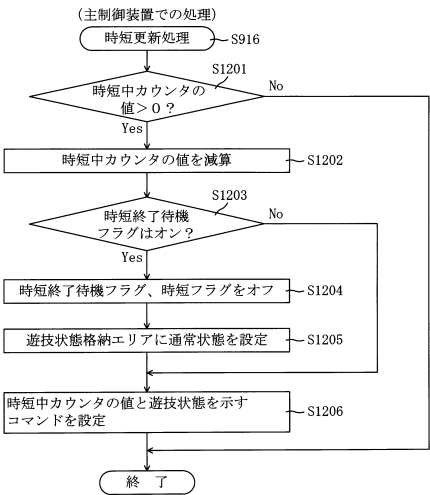 (主制御装置での処理)
時短更新処理
S916
S1201
時短中カウンタの
値>0?
No
Yes
時短中カウンタの値を減算
S1202
S1203
時短終了待機
フラグはオン?
No
Yes
時短終了待機フラグ、時短フラグをオフ
S1204
遊技状態格納エリアに通常状態を設定
S1205
時短中カウンタの値と遊技状態を示す
コマンドを設定
S1206
終 了